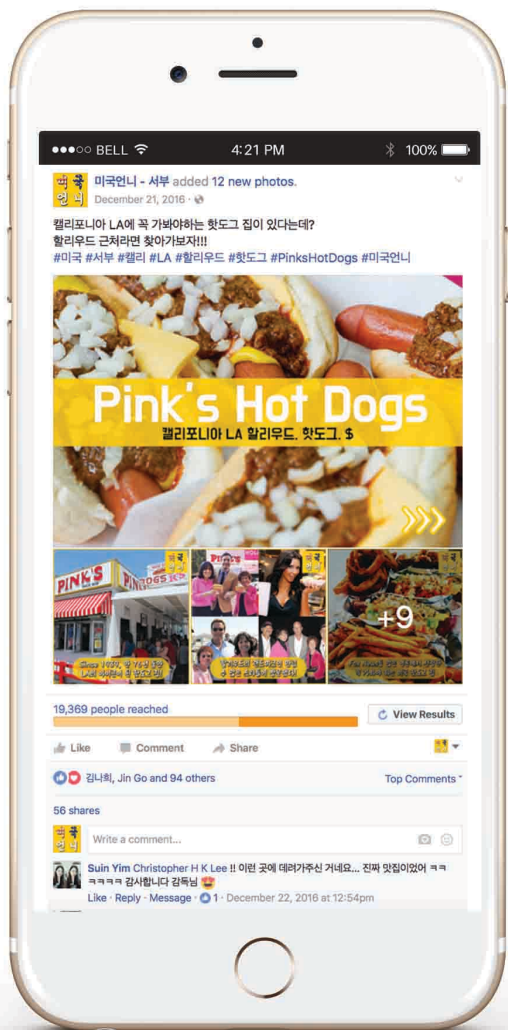 BELL
4:21 PM
100%
미국
언니
미국언니 - 서부 added 12 new photos.
December 21, 2016
캘리포니아 LA에 꼭 가봐야하는 핫도그 집이 있다는데?
할리우드 근처라면 찾아가보자!!!
#미국 #서부 #캘리 #LA #할리우드 #핫도그 #PinksHotDogs #미국언니
Pink's Hot Dogs
캘리포니아 LA 할리우드. 핫도그. $
PINK'S
+9
19,369 people reached
View Results
Like Comment Share
김나희, Jin Go and 94 others
Top Comments
56 shares
Write a comment...
Suin Yim Christopher H K Lee !! 이런 곳에 데려가주신 거네요... 진짜 맛집이었어 ㅋㅋ
ㅋㅋㅋㅋ 감사합니다 감독님
Like · Reply · Message · 1 · December 22, 2016 at 12:54pm